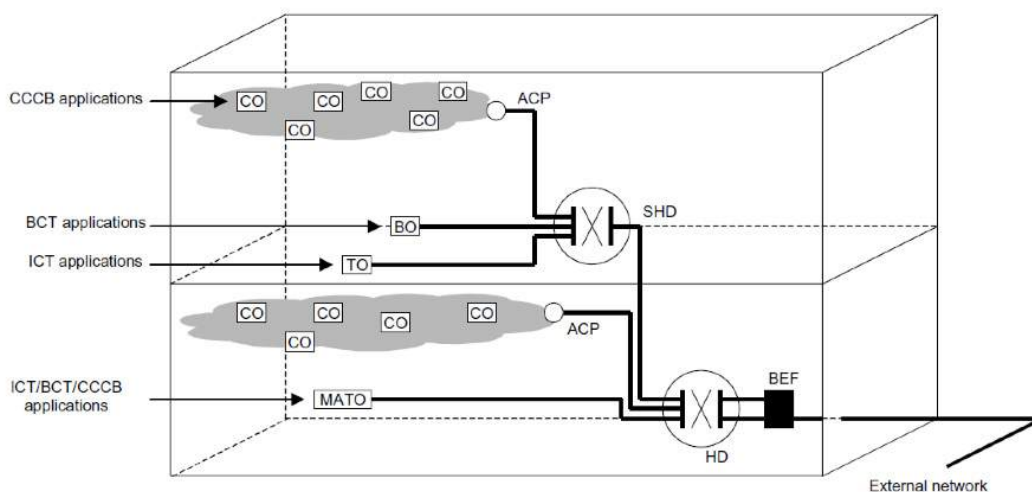 CCCB applications
CO
CO
CO
CO
CO
CO
ACP
BCT applications
BO
SHD
ICT applications
TO
CO
CO
CO
CO
CO
ACP
ICT/BCT/CCCB
applications
MATO
BEF
HD
External network